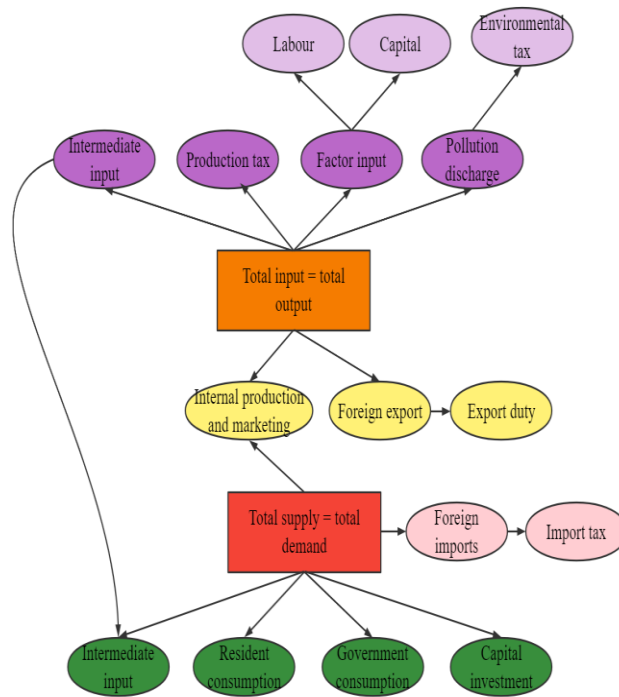 Labour
Capital
Environmental
tax
Intermediate
input
Production tax
Factor input
Pollution
discharge
Total input = total
output
Internal production
and marketing
Foreign export
Export duty
Total supply = total
demand
Foreign
imports
Import tax
Intermediate
input
Resident
consumption
Government
consumption
Capital
investment